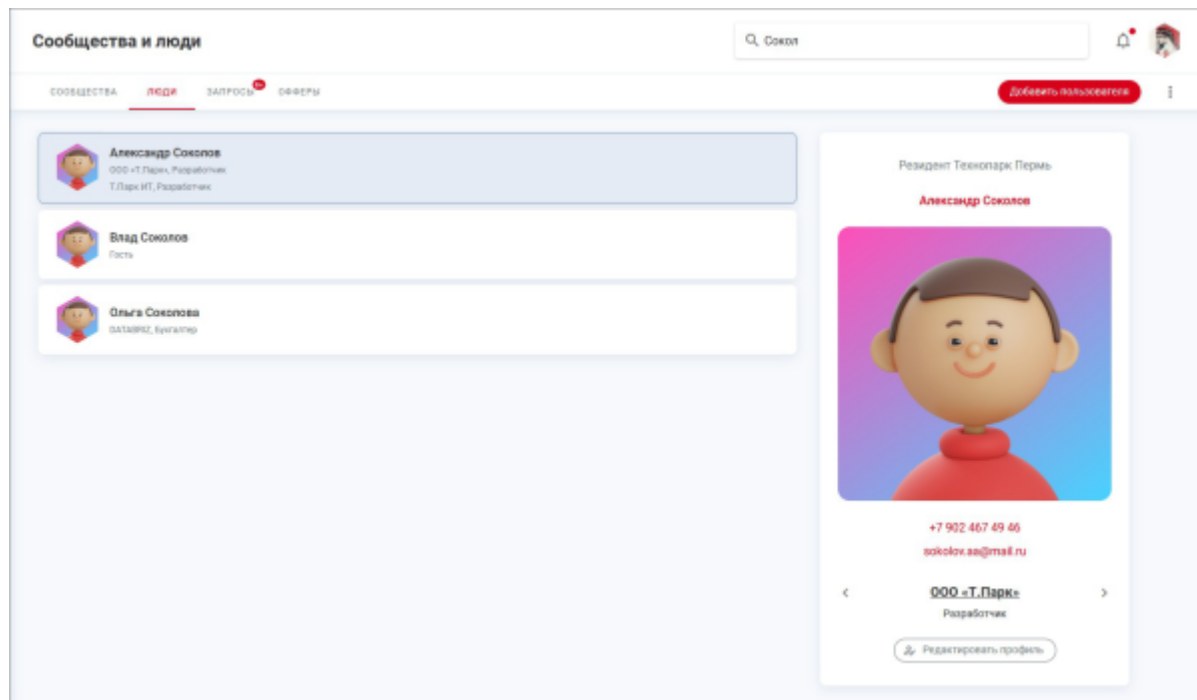 Сообщества и люди
Сокол
СООБЩЕСТВА ЛЮДИ ЗАПРОСЫ 9+ ОФФЕРЫ
Добавить пользователя
Александр Соколов
ООО «Т.Парк», Разработчик
Т.Парк ИТ, Разработчик
Влад Соколов
Гость
Ольга Соколова
DATABRIZ, Бухгалтер
Резидент Технопарк Пермь
Александр Соколов
+7 902 467 49 46
sokolov.aa@mail.ru
ООО «Т.Парк»
Разработчик
Редактировать профиль